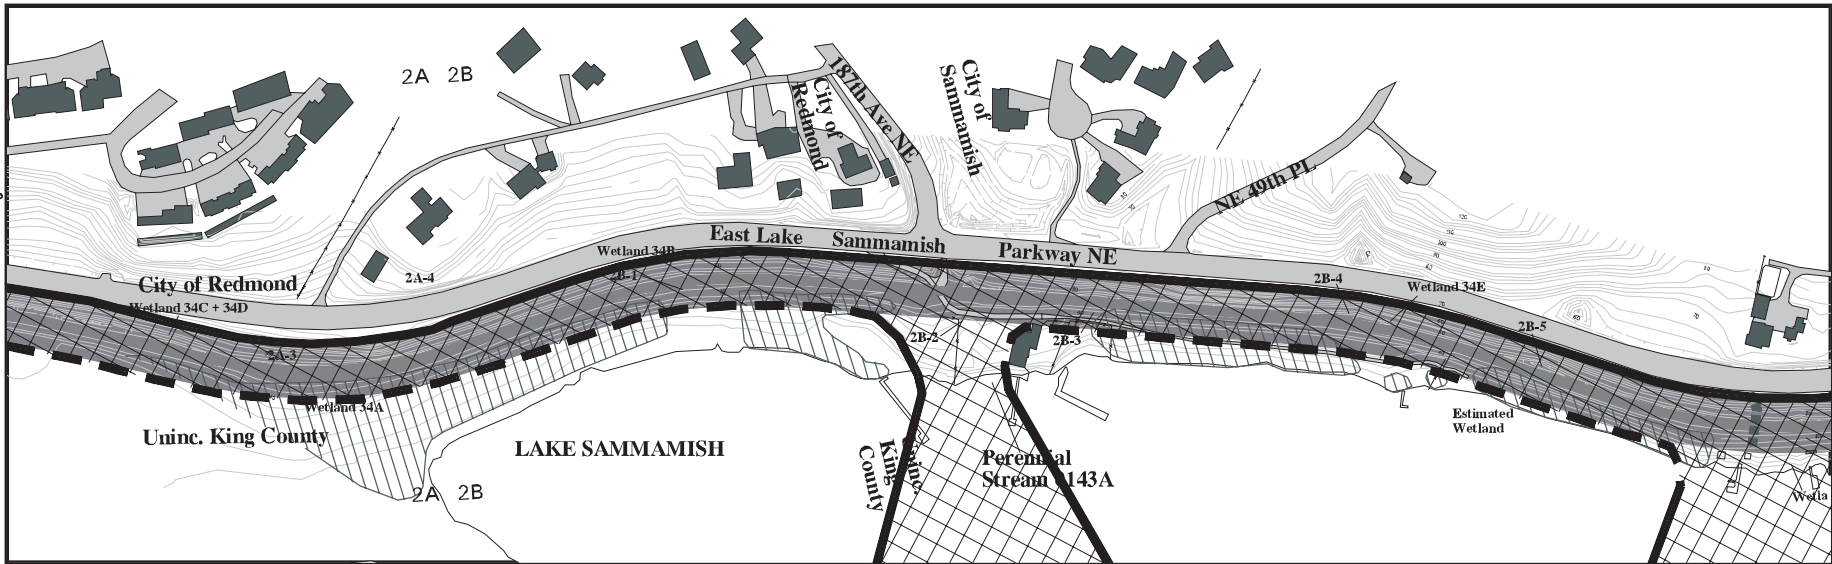 2A 2B
187th Ave NE
City of
Redmond
City of
Sammamish
NE 49th PL
East Lake Sammamish Parkway NE
Wetland 34B
2B-1
2A-4
City of Redmond
Wetland 34C + 34D
2A-3
2B-4
Wetland 34E
2B-5
2B-2
2B-3
Wetland 34A
Uninc. King County
LAKE SAMMAMISH
Uninc.
King
County
Perennial
Stream 0143A
Estimated
Wetland
2A 2B
Wetla